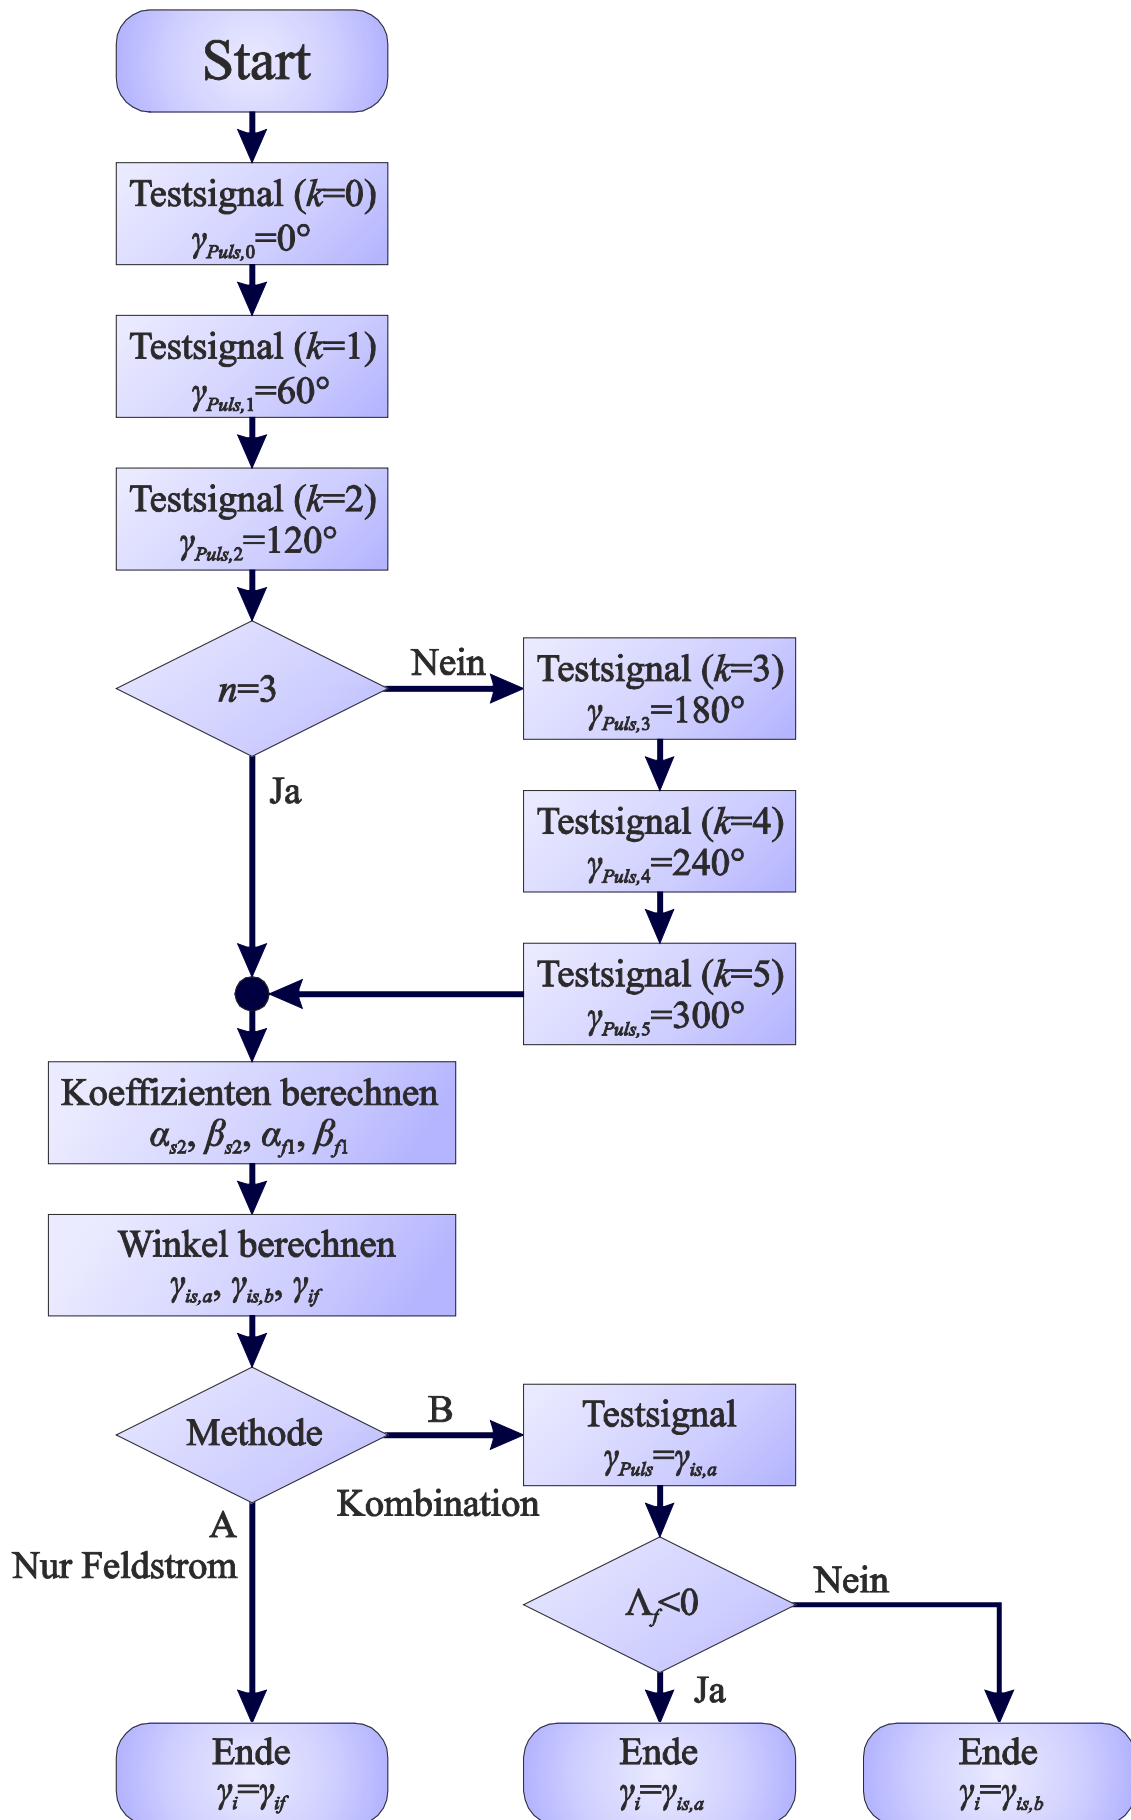 Start
Testsignal (k=0)
γPuls,0=0°
Testsignal (k=1)
γPuls,1=60°
Testsignal (k=2)
γPuls,2=120°
n=3
Nein
Ja
Testsignal (k=3)
γPuls,3=180°
Testsignal (k=4)
γPuls,4=240°
Testsignal (k=5)
γPuls,5=300°
Koeffizienten berechnen
αs2, βs2, αf1, βf1
Winkel berechnen
γis,a, γis,b, γif
Methode
B
Kombination
A
Nur Feldstrom
Testsignal
γPuls=γis,a
Λf<0
Nein
Ja
Ende
γi=γif
Ende
γi=γis,a
Ende
γi=γis,b